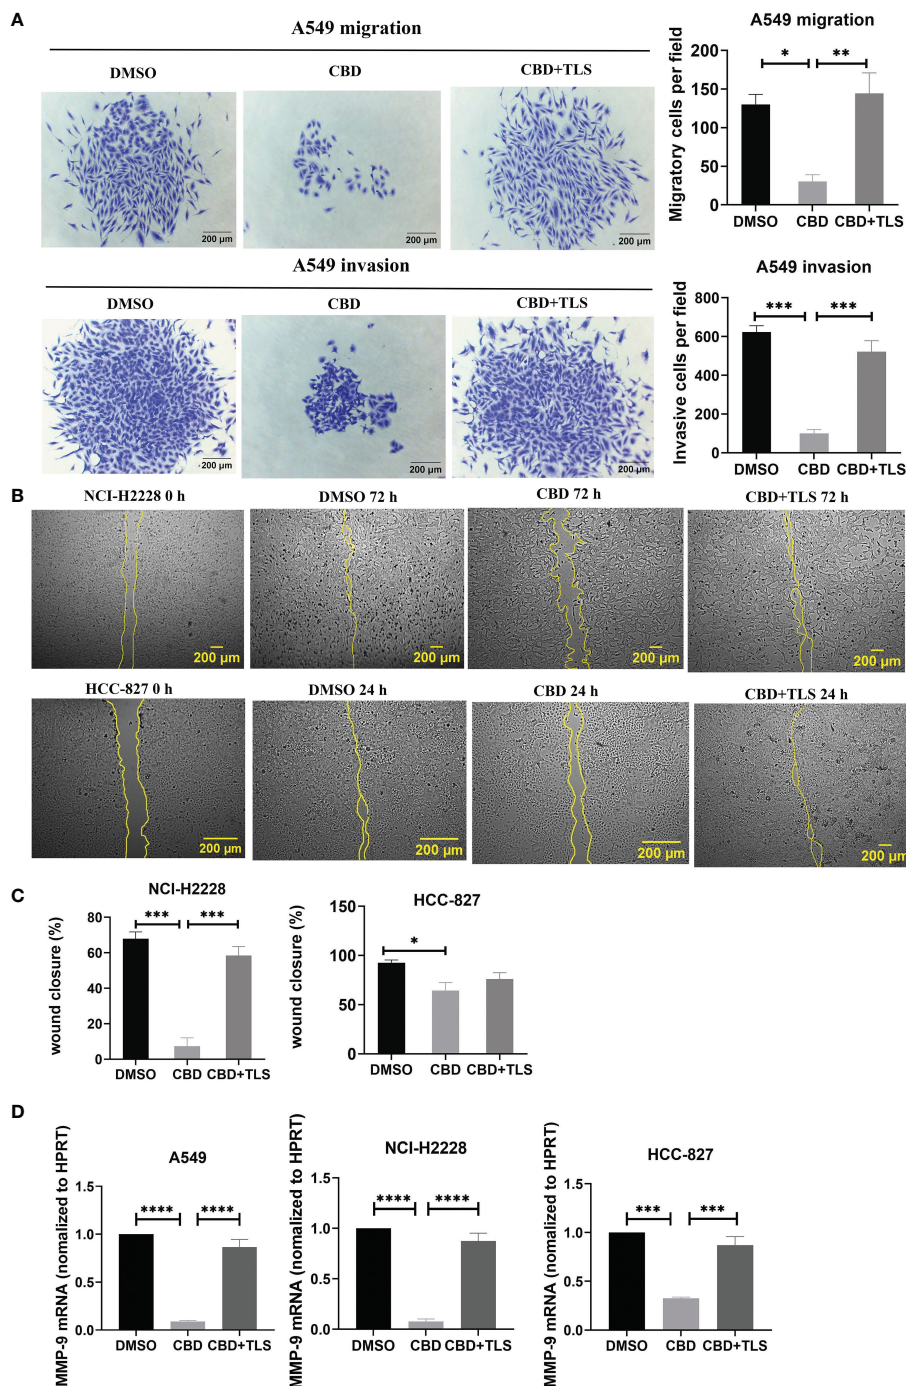 A
A549 migration
DMSO CBD CBD+TLS
200 µm 200 µm 200 µm
A549 migration
Migratory cells per field
200
150
100
50
0
* **
DMSO CBD CBD+TLS
A549 invasion
DMSO CBD CBD+TLS
200 µm 200 µm 200 µm
A549 invasion
Invasive cells per field
800
600
400
200
0
*** ***
DMSO CBD CBD+TLS
B
NCI-H2228 0 h DMSO 72 h CBD 72 h CBD+TLS 72 h
200 µm 200 µm 200 µm 200 µm
HCC-827 0 h DMSO 24 h CBD 24 h CBD+TLS 24 h
200 µm 200 µm 200 µm 200 µm
C
NCI-H2228
wound closure (%)
80
60
40
20
0
*** ***
DMSO CBD CBD+TLS
HCC-827
wound closure (%)
150
100
50
0
*
DMSO CBD CBD+TLS
D
A549
MMP-9 mRNA (nomalized to HPRT)
1.5
1.0
0.5
0.0
**** ****
DMSO CBD CBD+TLS
NCI-H2228
MMP-9 mRNA (nomalized to HPRT)
1.5
1.0
0.5
0.0
**** ****
DMSO CBD CBD+TLS
HCC-827
MMP-9 mRNA (nomalized to HPRT)
1.5
1.0
0.5
0.0
*** ***
DMSO CBD CBD+TLS